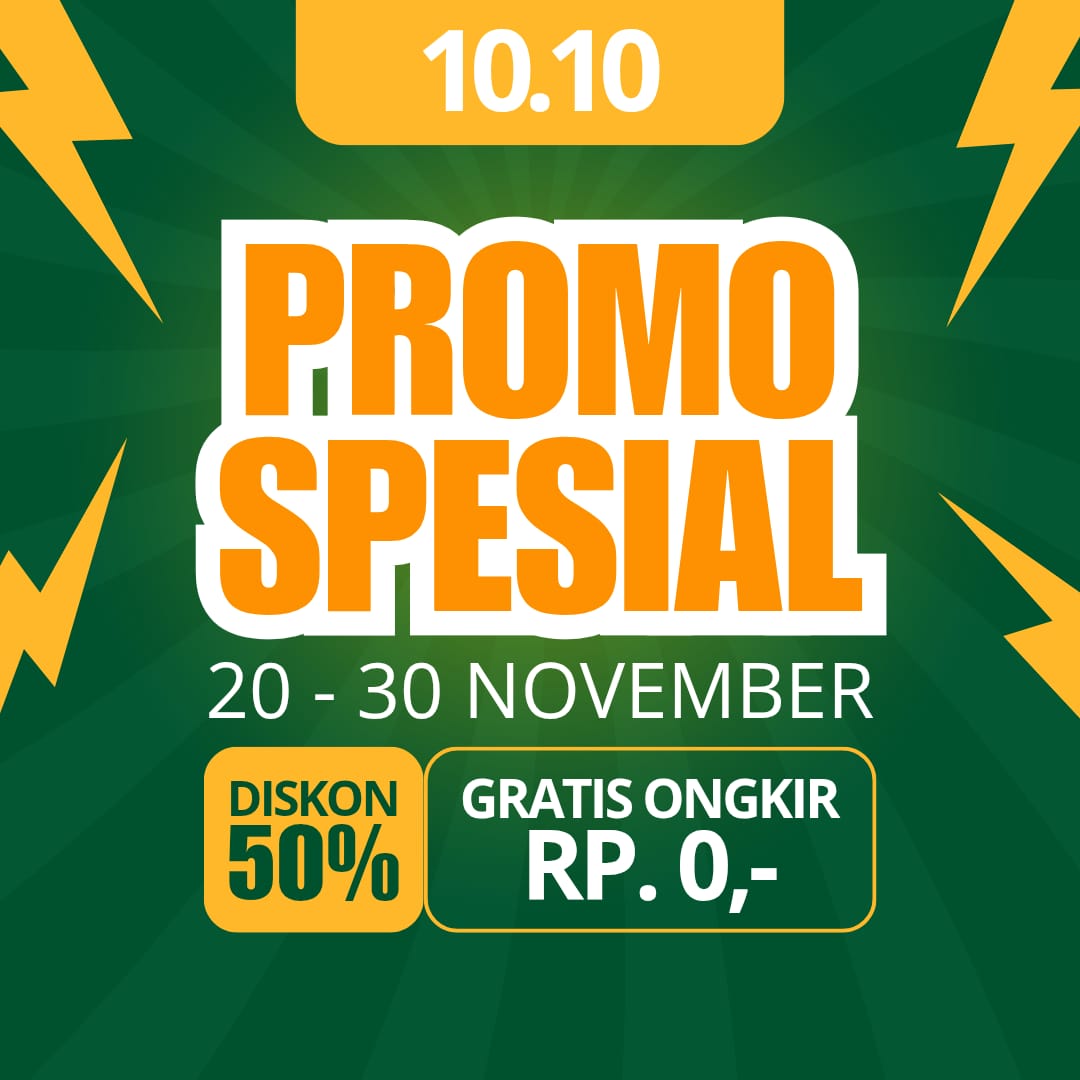 10.10
PROMO
SPESIAL
20 - 30 NOVEMBER
DISKON
50%
GRATIS ONGKIR
RP. 0,-